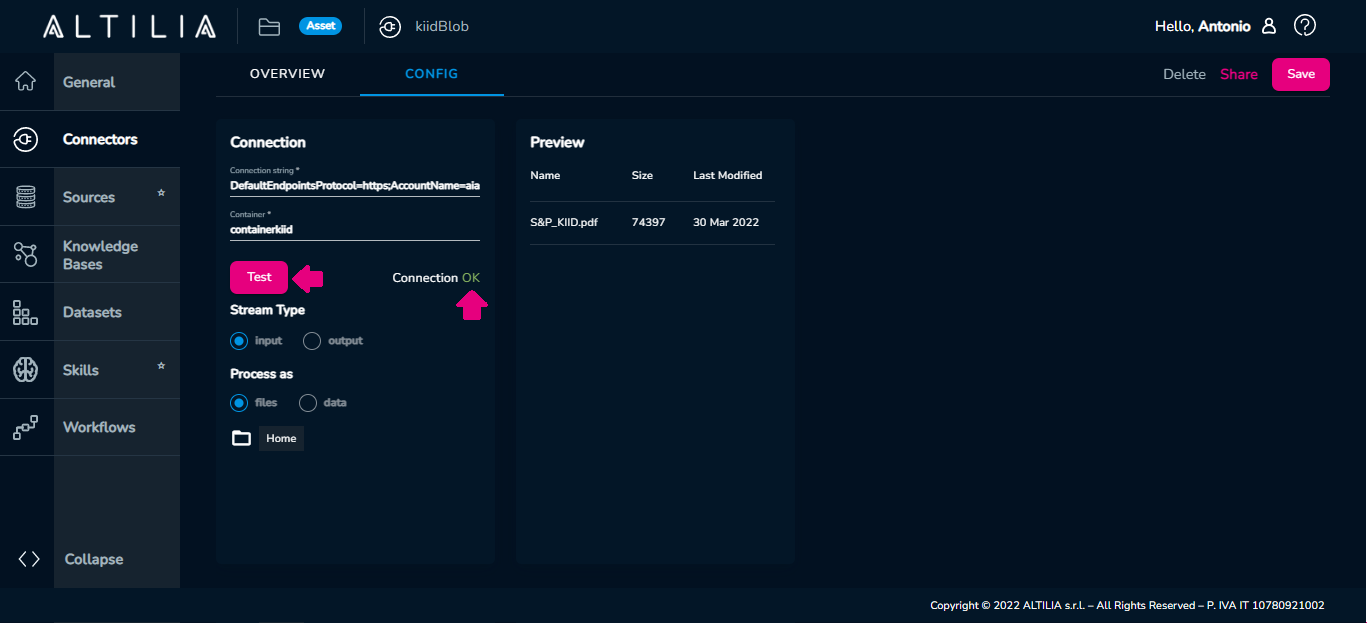 ALTILIA
Asset
kiidBlob
Hello, Antonio
General
Connectors
Sources
Knowledge
Bases
Datasets
Skills
Workflows
Collapse
OVERVIEW
CONFIG
Delete
Share
Save
Connection
Connection string *
DefaultEndpointsProtocol=https;AccountName=aia
Container *
containerkiid
Test
Connection OK
Stream Type
input
output
Process as
files
data
Home
Preview
Name Size Last Modified
S&P_KIID.pdf 74397 30 Mar 2022
Copyright © 2022 ALTILIA s.r.l. – All Rights Reserved – P. IVA IT 10780921002